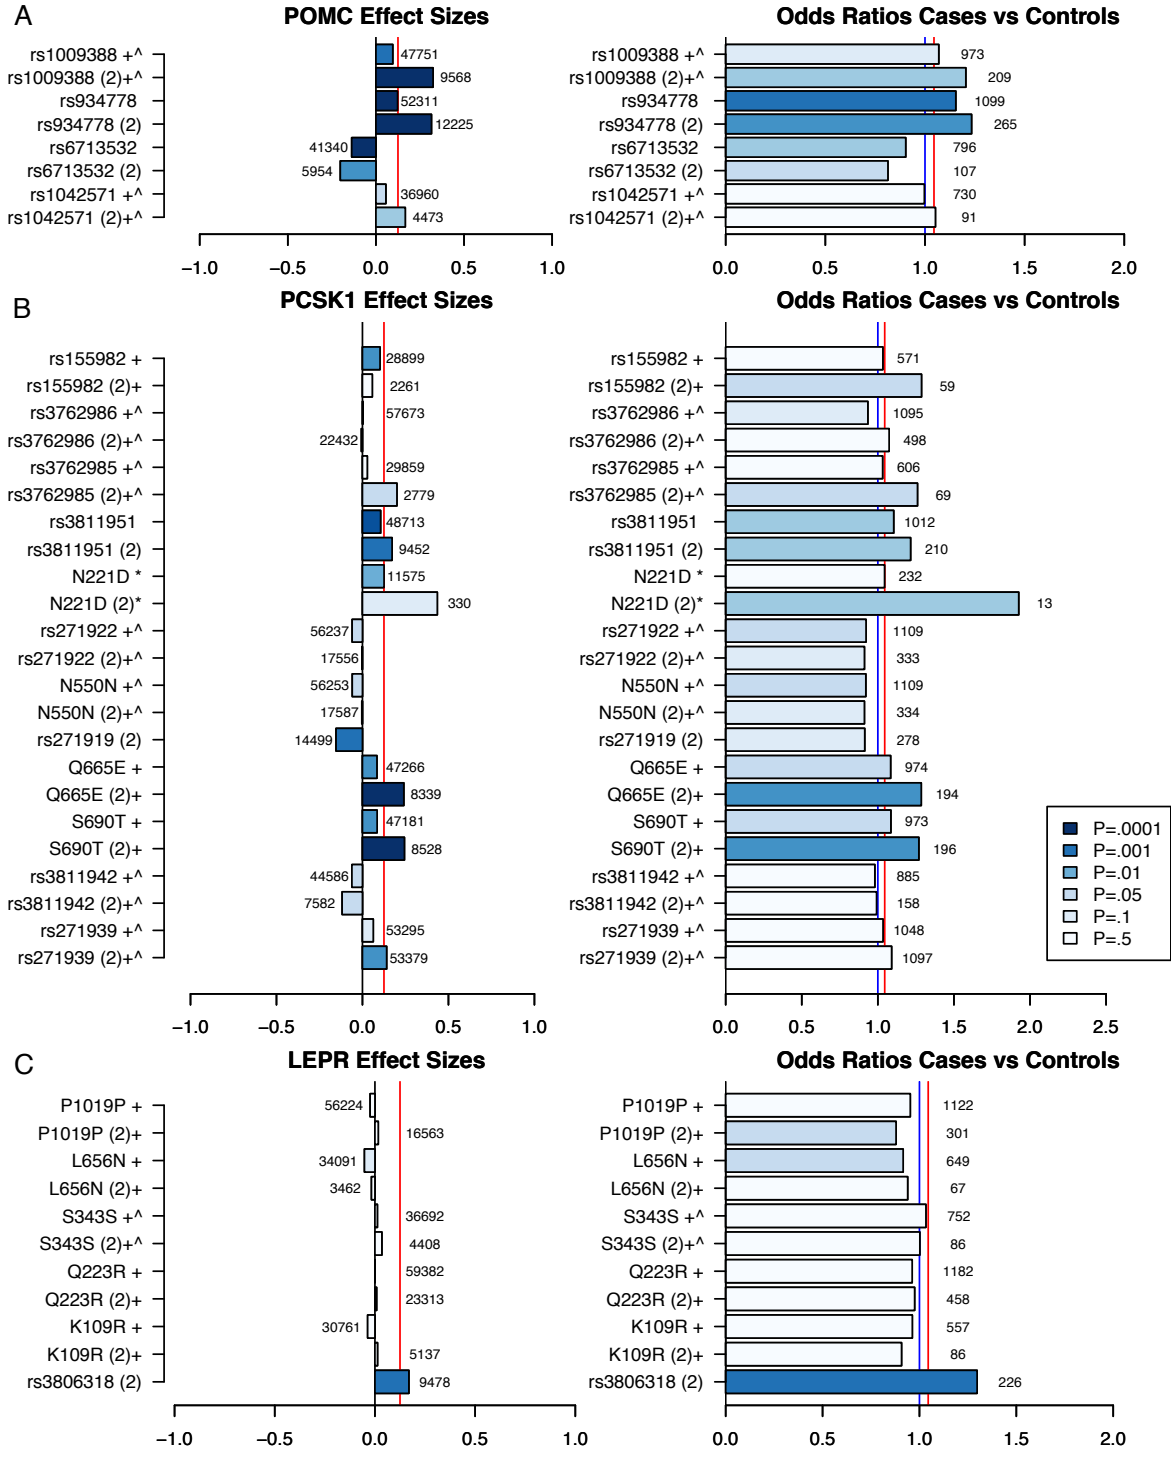 A POMC Effect Sizes Odds Ratios Cases vs Controls
rs1009388 +^ 47751 rs1009388 +^ 973
rs1009388 (2)+^ 9568 rs1009388 (2)+^ 209
rs934778 52311 rs934778 1099
rs934778 (2) 12225 rs934778 (2) 265
rs6713532 41340 rs6713532 796
rs6713532 (2) 5954 rs6713532 (2) 107
rs1042571 +^ 36960 rs1042571 +^ 730
rs1042571 (2)+^ 4473 rs1042571 (2)+^ 91
−1.0 −0.5 0.0 0.5 1.0 0.0 0.5 1.0 1.5 2.0
B PCSK1 Effect Sizes Odds Ratios Cases vs Controls
rs155982 + 28899 rs155982 + 571
rs155982 (2)+ 2261 rs155982 (2)+ 59
rs3762986 +^ 57673 rs3762986 +^ 1095
rs3762986 (2)+^ 22432 rs3762986 (2)+^ 498
rs3762985 +^ 29859 rs3762985 +^ 606
rs3762985 (2)+^ 2779 rs3762985 (2)+^ 69
rs3811951 48713 rs3811951 1012
rs3811951 (2) 9452 rs3811951 (2) 210
N221D * 11575 N221D * 232
N221D (2)* 330 N221D (2)* 13
rs271922 +^ 56237 rs271922 +^ 1109
rs271922 (2)+^ 17556 rs271922 (2)+^ 333
N550N +^ 56253 N550N +^ 1109
N550N (2)+^ 17587 N550N (2)+^ 334
rs271919 (2) 14499 rs271919 (2) 278
Q665E + 47266 Q665E + 974
Q665E (2)+ 8339 Q665E (2)+ 194
S690T + 47181 S690T + 973
S690T (2)+ 8528 S690T (2)+ 196
rs3811942 +^ 44586 rs3811942 +^ 885
rs3811942 (2)+^ 7582 rs3811942 (2)+^ 158
rs271939 +^ 53295 rs271939 +^ 1048
rs271939 (2)+^ 53379 rs271939 (2)+^ 1097
P=.0001
P=.001
P=.01
P=.05
P=.1
P=.5
−1.0 −0.5 0.0 0.5 1.0 0.0 0.5 1.0 1.5 2.0 2.5
C LEPR Effect Sizes Odds Ratios Cases vs Controls
P1019P + 56224 P1019P + 1122
P1019P (2)+ 16563 P1019P (2)+ 301
L656N + 34091 L656N + 649
L656N (2)+ 3462 L656N (2)+ 67
S343S +^ 36692 S343S +^ 752
S343S (2)+^ 4408 S343S (2)+^ 86
Q223R + 59382 Q223R + 1182
Q223R (2)+ 23313 Q223R (2)+ 458
K109R + 30761 K109R + 557
K109R (2)+ 5137 K109R (2)+ 86
rs3806318 (2) 9478 rs3806318 (2) 226
−1.0 −0.5 0.0 0.5 1.0 0.0 0.5 1.0 1.5 2.0